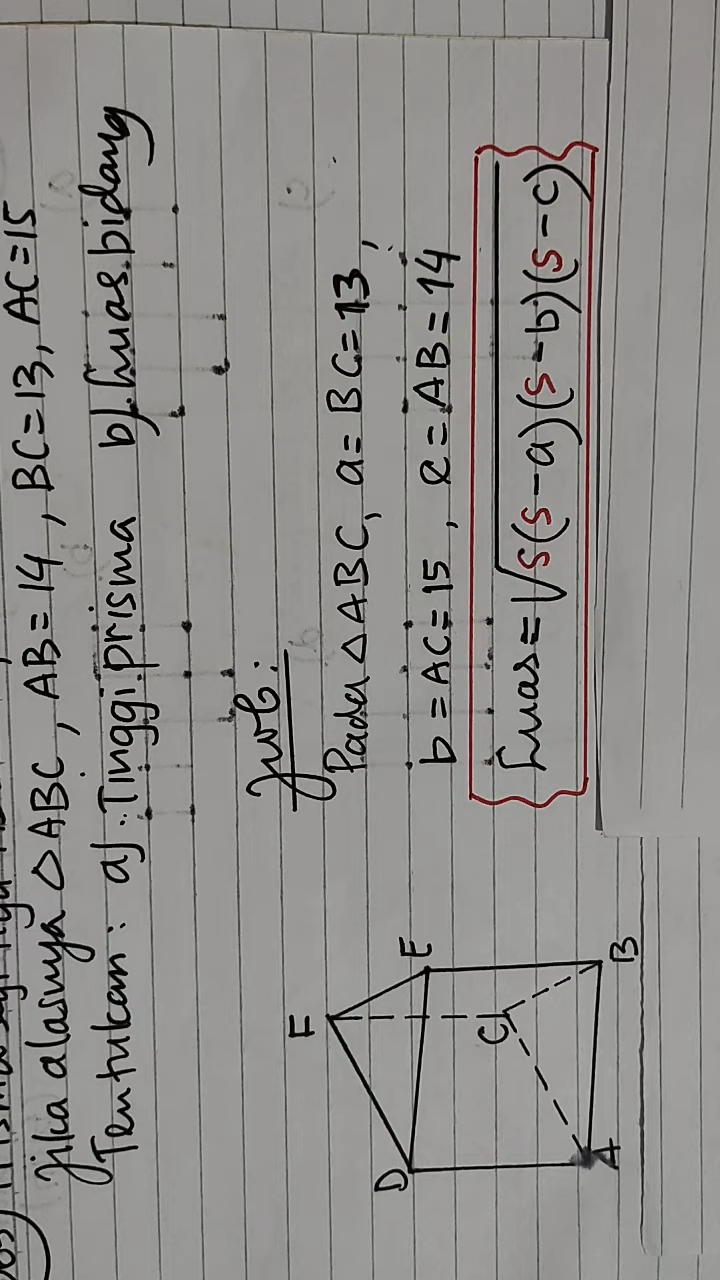 Jika alasnya △ABC, AB=14, BC=13, AC=15
Tentukan: a). Tinggi prisma b). Luas bidang
Jwb:
Pada △ABC, a=BC=13,
b=AC=15, c=AB=14
Luas=√s(s-a)(s-b)(s-c)
F
D
E
C
A
B